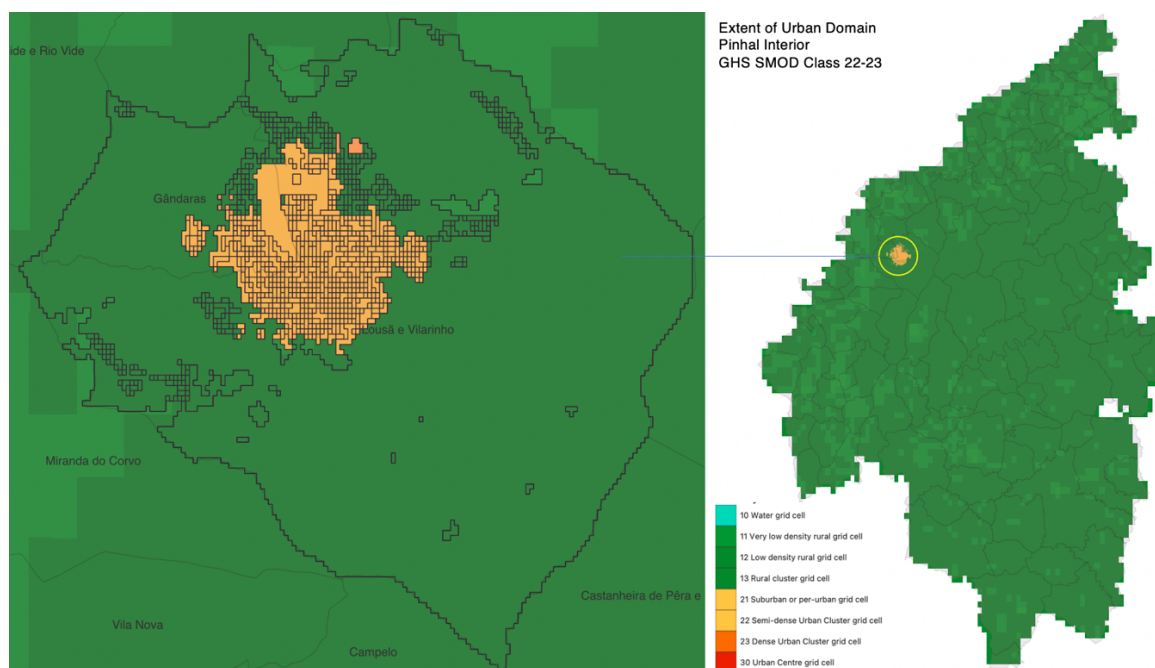 Extent of Urban Domain
Pinhal Interior
GHS SMOD Class 22-23
ide e Rio Vide
Gândaras
Lousã e Vilarinho
Miranda do Corvo
Castanheira de Pêra e
Vila Nova
Campelo
10 Water grid cell
11 Very low density rural grid cell
12 Low density rural grid cell
13 Rural cluster grid cell
21 Suburban or per-urban grid cell
22 Semi-dense Urban Cluster grid cell
23 Dense Urban Cluster grid cell
30 Urban Centre grid cell